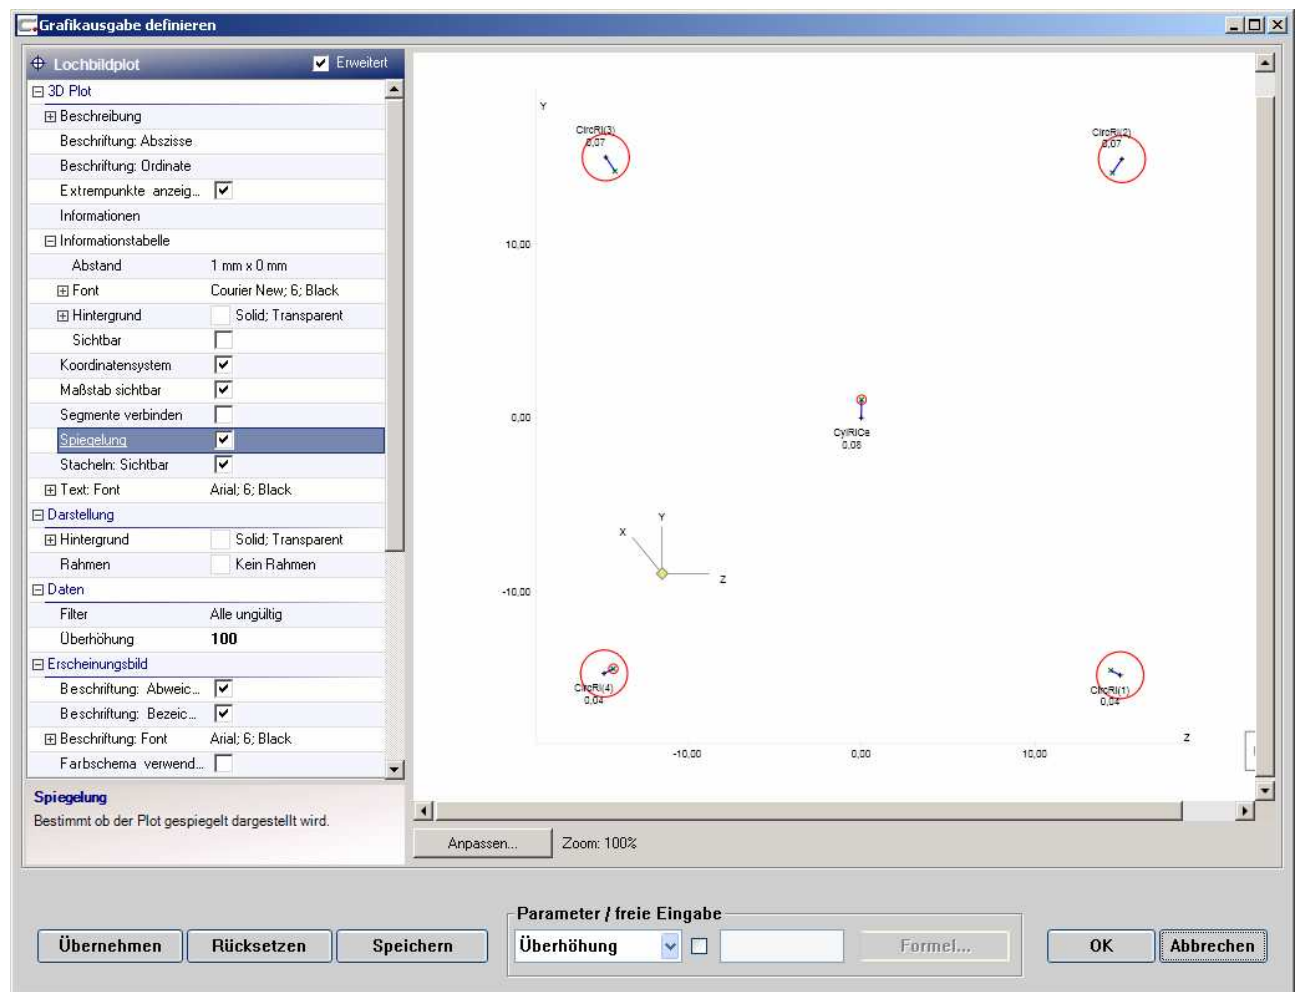 Grafikausgabe definieren
Lochbildplot Erweitert
3D Plot
Beschreibung
Beschriftung: Abszisse
Beschriftung: Ordinate
Extrempunkte anzeig...
Informationen
Informationstabelle
Abstand 1 mm x 0 mm
Font Courier New; 6; Black
Hintergrund Solid; Transparent
Sichtbar
Koordinatensystem
Maßstab sichtbar
Segmente verbinden
Spiegelung
Stacheln: Sichtbar
Text: Font Arial; 6; Black
Darstellung
Hintergrund Solid; Transparent
Rahmen Kein Rahmen
Daten
Filter Alle ungültig
Überhöhung 100
Erscheinungsbild
Beschriftung: Abweic...
Beschriftung: Bezeic...
Beschriftung: Font Arial; 6; Black
Farbschema verwend...
Spiegelung
Bestimmt ob der Plot gespiegelt dargestellt wird.
Y
CircRI(3)
0,07
CircRI(2)
0,07
10,00
0,00
CylRICe
0,08
Y
X
Z
-10,00
CircRI(4)
0,04
CircRI(1)
0,04
Z
-10,00 0,00 10,00
Anpassen... Zoom: 100%
Parameter / freie Eingabe
Übernehmen Rücksetzen Speichern Überhöhung Formel... OK Abbrechen